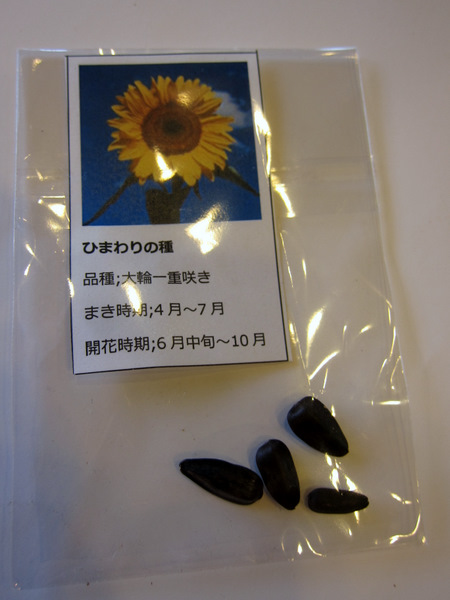 ひまわりの種
品種;大輪一重咲き
まき時期;4月～7月
開花時期;6月中旬～10月